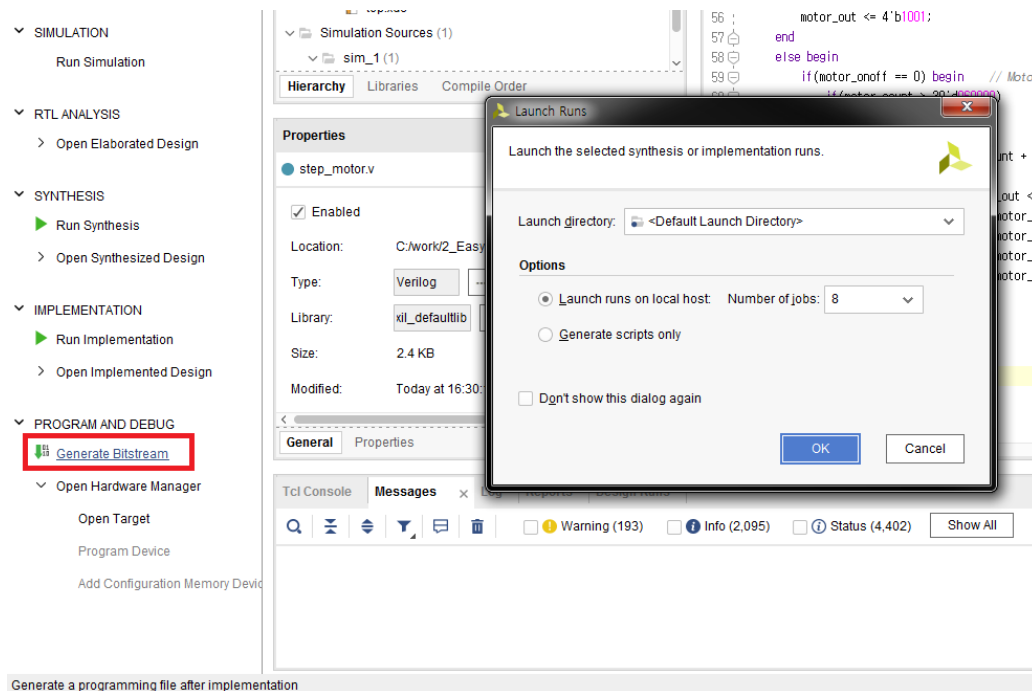 SIMULATION
Run Simulation
RTL ANALYSIS
Open Elaborated Design
SYNTHESIS
Run Synthesis
Open Synthesized Design
IMPLEMENTATION
Run Implementation
Open Implemented Design
PROGRAM AND DEBUG
Generate Bitstream
Open Hardware Manager
Open Target
Program Device
Add Configuration Memory Devic
Simulation Sources (1)
sim_1 (1)
Hierarchy Libraries Compile Order
Properties
step_motor.v
Enabled
Location: C:/work/2_Easy
Type: Verilog
Library: xil_defaultlib
Size: 2.4 KB
Modified: Today at 16:30:
General Properties
56 motor_out <= 4'b1001;
57 end
58 else begin
59 if(motor_onoff == 0) begin // Moto
Launch Runs
Launch the selected synthesis or implementation runs.
Launch directory: <Default Launch Directory>
Options
Launch runs on local host: Number of jobs: 8
Generate scripts only
Don't show this dialog again
OK Cancel
Tcl Console Messages Log Reports Design Runs
Warning (193) Info (2,095) Status (4,402) Show All
Generate a programming file after implementation